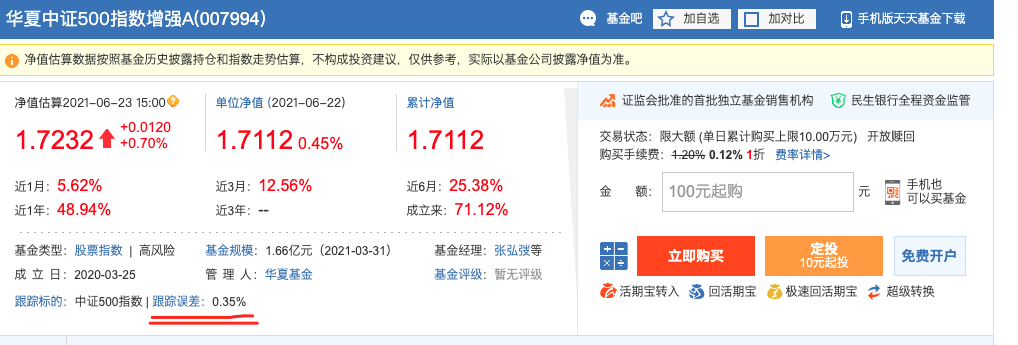 华夏中证500指数增强A(007994) 基金吧 加自选 加对比 手机版天天基金下载
净值估算数据按照基金历史披露持仓和指数走势估算，不构成投资建议，仅供参考，实际以基金公司披露净值为准。
净值估算2021-06-23 15:00 单位净值 (2021-06-22) 累计净值
1.7232 +0.0120 +0.70% 1.7112 0.45% 1.7112
近1月：5.62% 近3月：12.56% 近6月：25.38%
近1年：48.94% 近3年：-- 成立来：71.12%
基金类型：股票指数 | 高风险 基金规模：1.66亿元（2021-03-31） 基金经理：张弘弢等
成 立 日：2020-03-25 管 理 人：华夏基金 基金评级：暂无评级
跟踪标的：中证500指数 | 跟踪误差：0.35%
证监会批准的首批独立基金销售机构 民生银行全程资金监管
交易状态：限大额 (单日累计购买上限10.00万元) 开放赎回
购买手续费：1.20% 0.12% 1折 费率详情>
金 额： 100元起购 元 手机也
可以买基金
立即购买 定投 免费开户
10元起投
活期宝转入 回活期宝 极速回活期宝 超级转换